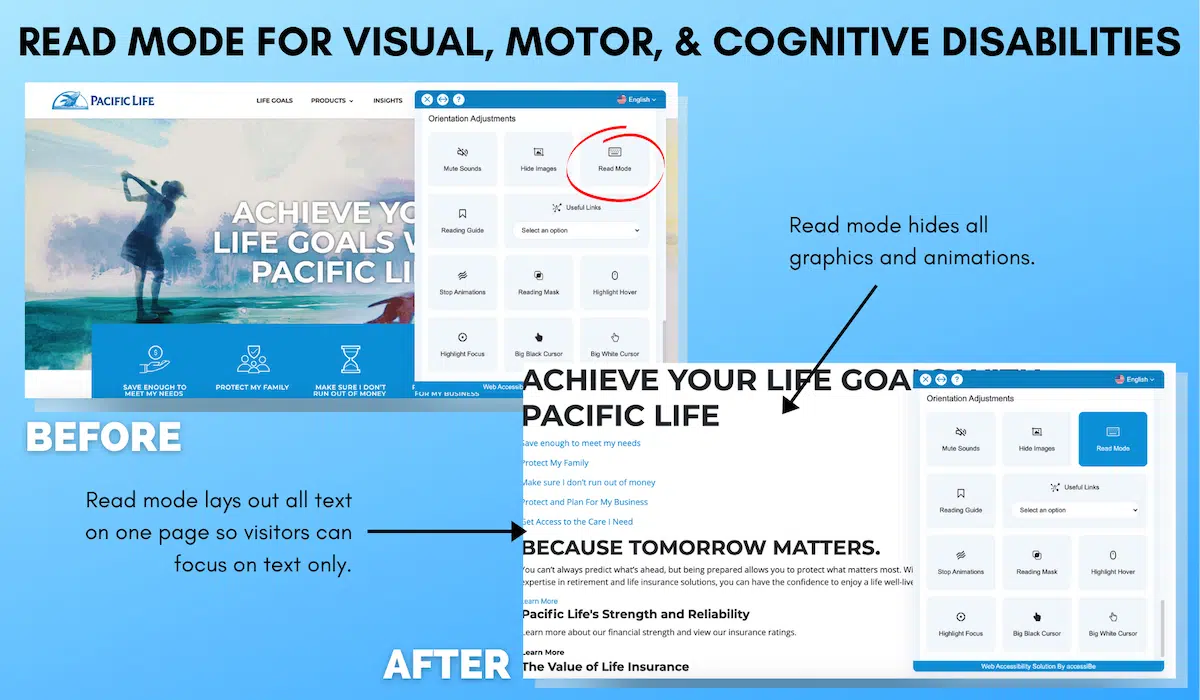 READ MODE FOR VISUAL, MOTOR, & COGNITIVE DISABILITIES
PACIFIC LIFE
LIFE GOALS
PRODUCTS
INSIGHTS
English
Orientation Adjustments
Mute Sounds
Hide Images
Read Mode
Reading Guide
Useful Links
Select an option
Stop Animations
Reading Mask
Highlight Hover
Highlight Focus
Big Black Cursor
Big White Cursor
Web Accessib
ACHIEVE YO
LIFE GOALS W
PACIFIC LI
SAVE ENOUGH TO
MEET MY NEEDS
PROTECT MY FAMILY
MAKE SURE I DON'T
RUN OUT OF MONEY
FOR MY BUSINESS
BEFORE
Read mode hides all
graphics and animations.
Read mode lays out all text
on one page so visitors can
focus on text only.
AFTER
ACHIEVE YOUR LIFE GOALS WITH
PACIFIC LIFE
Save enough to meet my needs
Protect My Family
Make sure I don't run out of money
Protect and Plan For My Business
Get Access to the Care I Need
BECAUSE TOMORROW MATTERS.
You can't always predict what's ahead, but being prepared allows you to protect what matters most. Wi
expertise in retirement and life insurance solutions, you can have the confidence to enjoy a life well-live
Learn More
Pacific Life's Strength and Reliability
Learn more about our financial strength and view our insurance ratings.
Learn More
The Value of Life Insurance
English
Orientation Adjustments
Mute Sounds
Hide Images
Read Mode
Reading Guide
Useful Links
Select an option
Stop Animations
Reading Mask
Highlight Hover
Highlight Focus
Big Black Cursor
Big White Cursor
Web Accessibility Solution By accessiBe